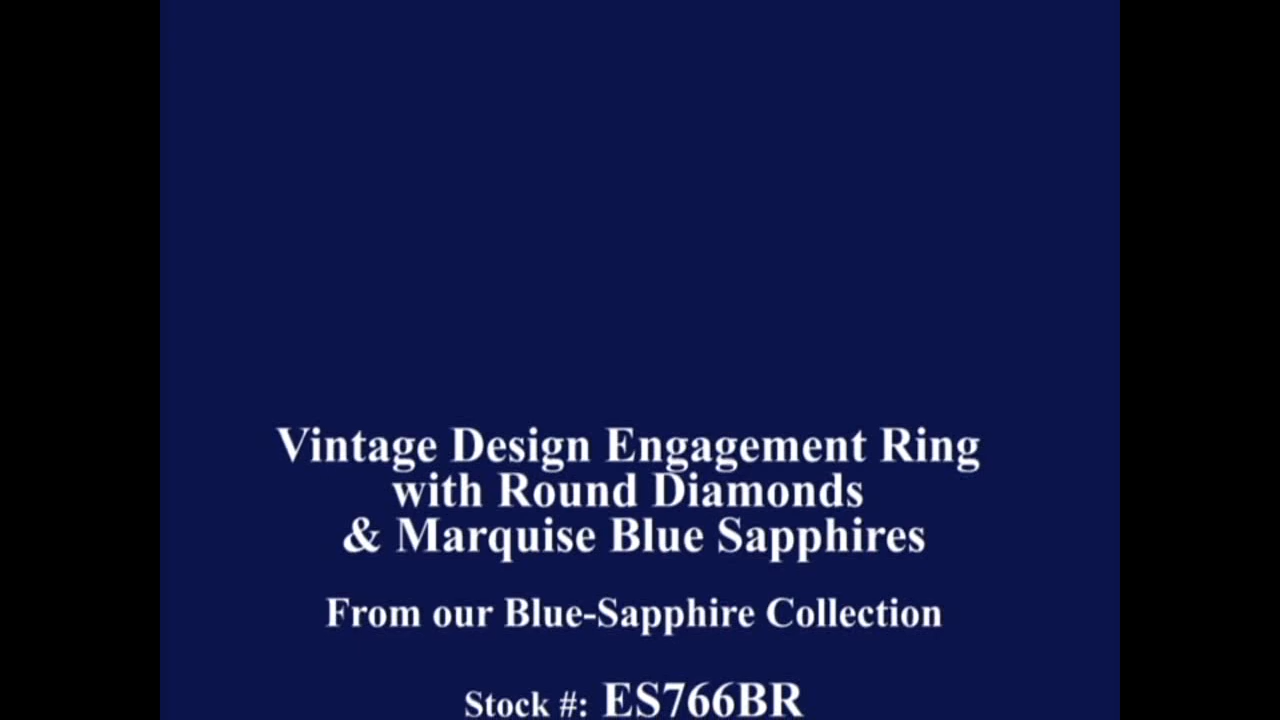 Vintage Design Engagement Ring
with Round Diamonds
& Marquise Blue Sapphires
From our Blue-Sapphire Collection
Stock #: ES766BR